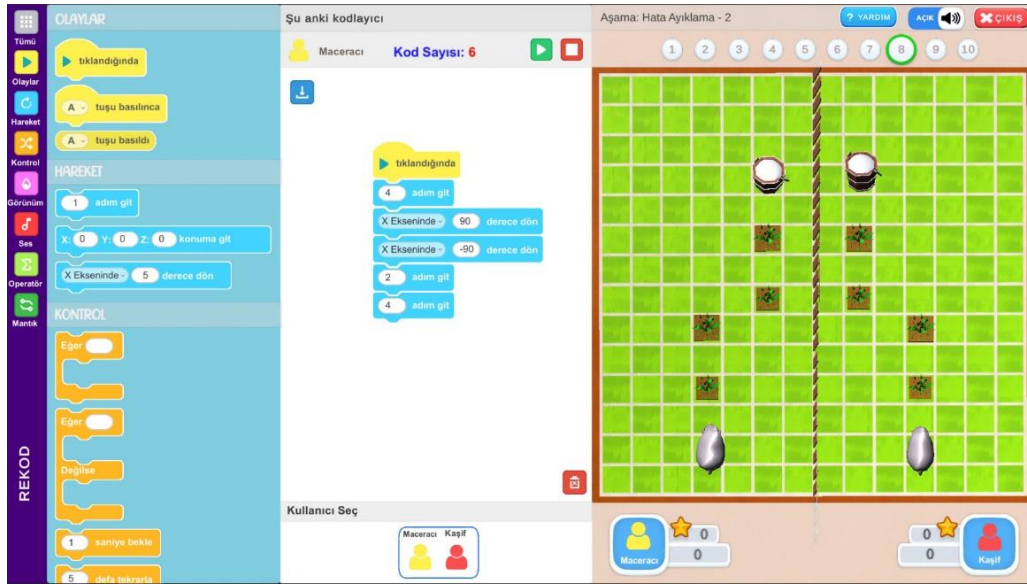 Tümü
Olaylar
Hareket
Kontrol
Görünüm
Ses
Operatör
Mantık
REKOD
OLAYLAR
tıklandığında
A tuşu basılınca
A tuşu basıldı
HAREKET
1 adım git
X: 0 Y: 0 Z: 0 konuma git
X Ekseninde 5 derece dön
KONTROL
Eğer
Eğer
Değilse
1 saniye bekle
5 defa tekrarla
Şu anki kodlayıcı
Maceracı Kod Sayısı: 6
tıklandığında
4 adım git
X Ekseninde 90 derece dön
X Ekseninde -90 derece dön
2 adım git
4 adım git
Kullanıcı Seç
Maceracı Kaşif
Aşama: Hata Ayıklama - 2
? YARDIM
AÇIK
ÇIKIŞ
1 2 3 4 5 6 7 8 9 10
0
0
Maceracı
0
0
Kaşif